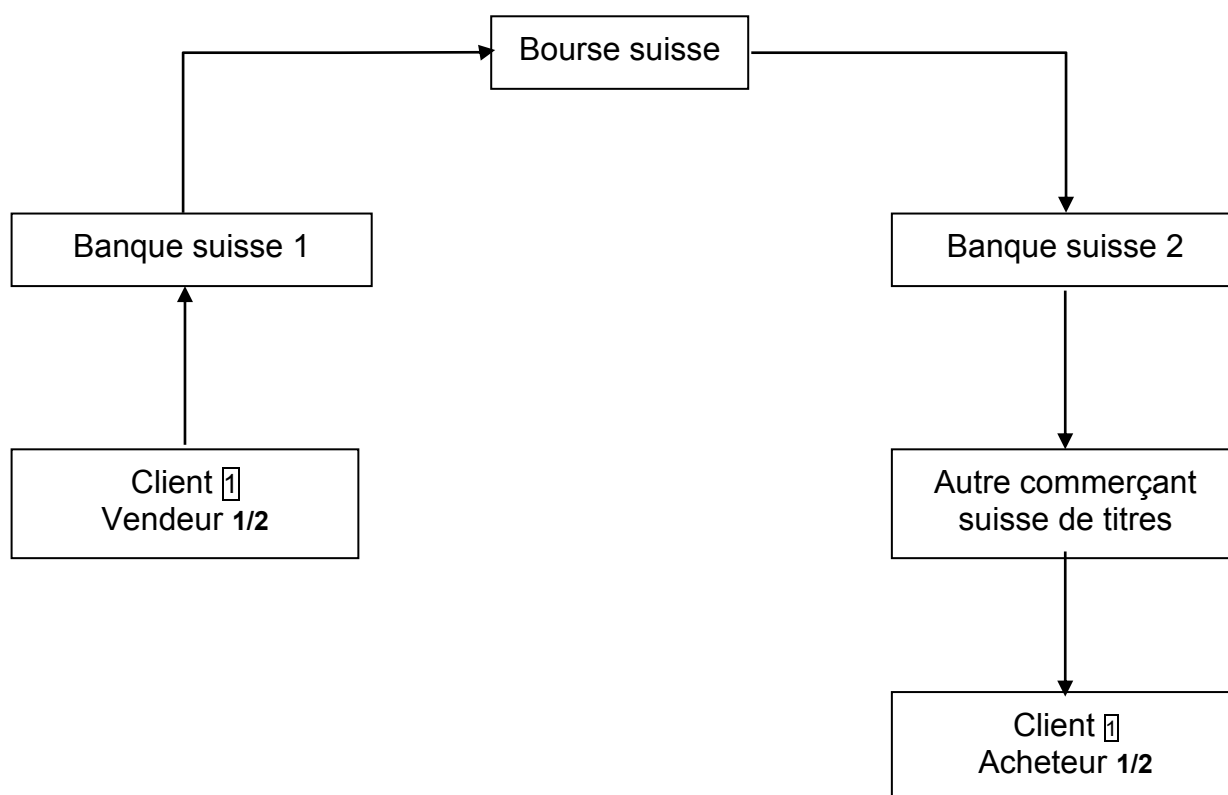 Bourse suisse
Banque suisse 1
Banque suisse 2
Client 1
Vendeur 1/2
Autre commerçant
suisse de titres
Client 1
Acheteur 1/2